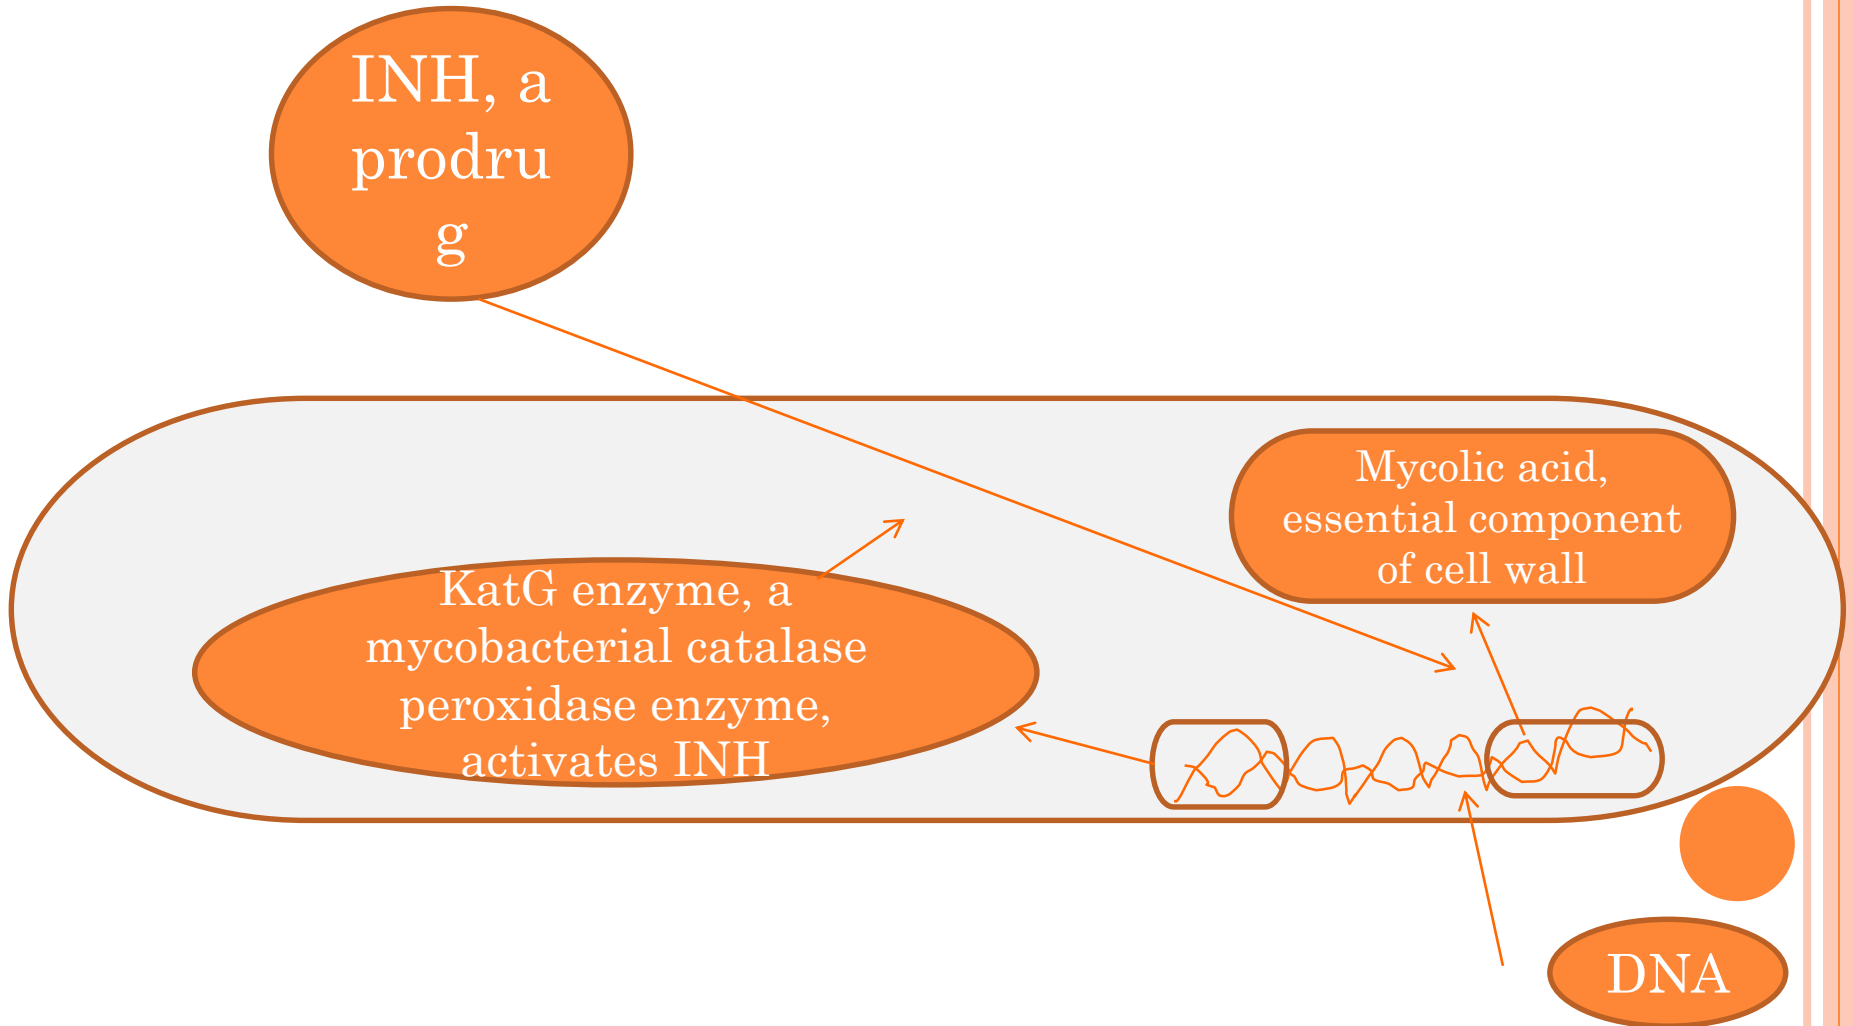 INH, a
prodru
g
Mycolic acid,
essential component
of cell wall
KatG enzyme, a
mycobacterial catalase
peroxidase enzyme,
activates INH
DNA